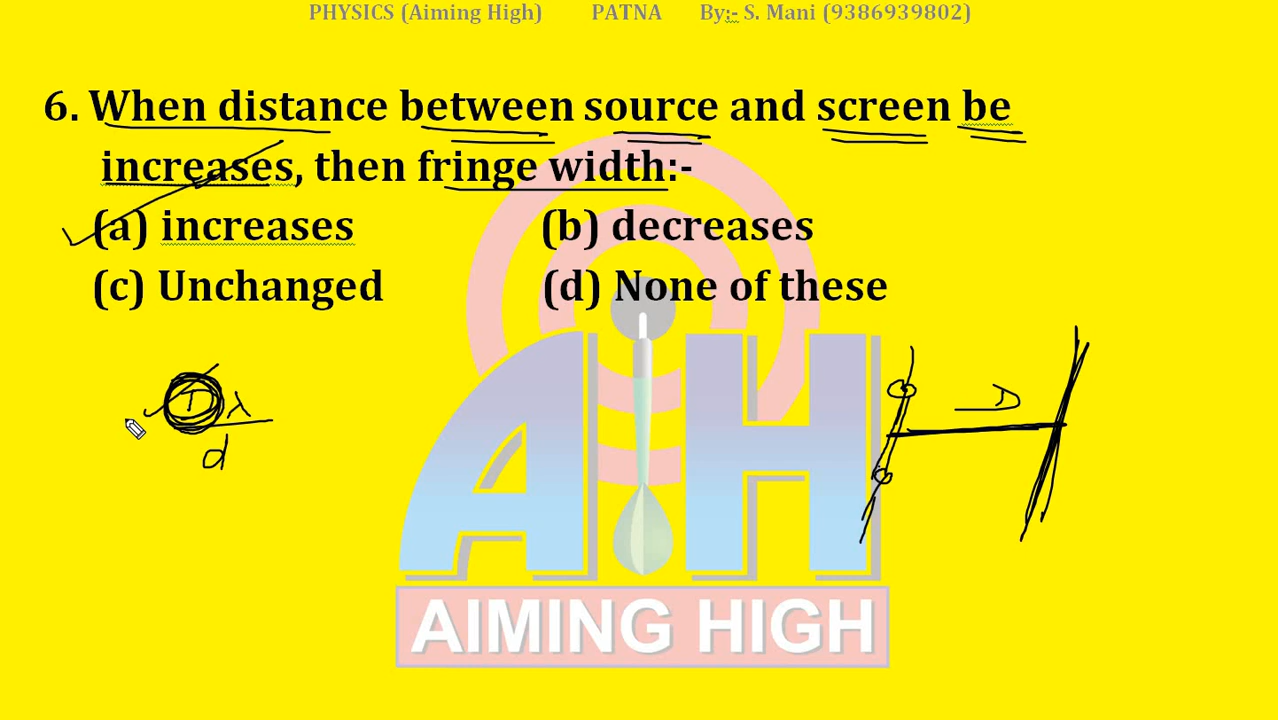 PHYSICS (Aiming High) PATNA By:- S. Mani (9386939802)
6. When distance between source and screen be
increases, then fringe width:-
(a) increases (b) decreases
(c) Unchanged (d) None of these
Dλ
d
D
AH
AIMING HIGH